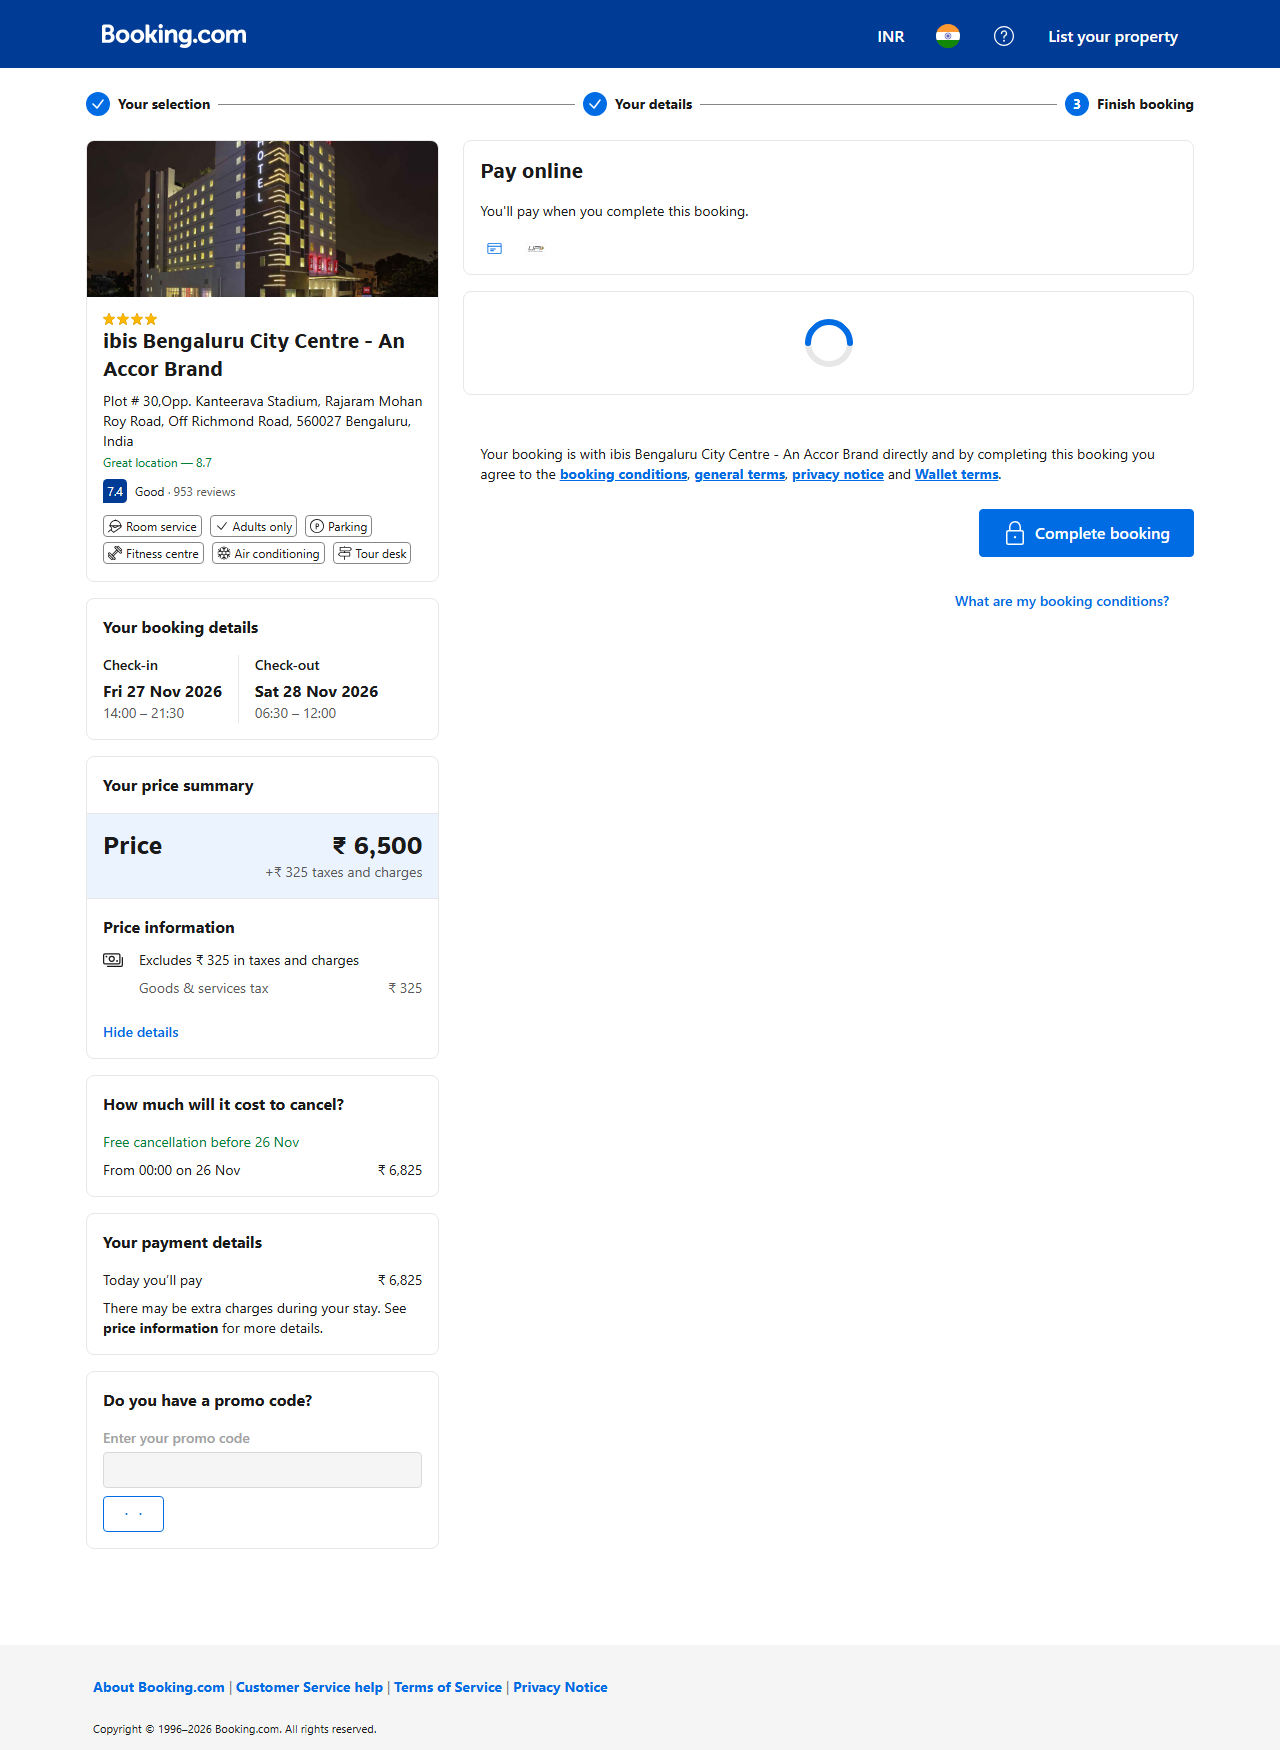 Booking.com
INR
List your property
Your selection
Your details
3 Finish booking
HOTEL
ibis Bengaluru City Centre - An
Accor Brand
Plot # 30,Opp. Kanteerava Stadium, Rajaram Mohan
Roy Road, Off Richmond Road, 560027 Bengaluru,
India
Great location — 8.7
7.4 Good · 953 reviews
Room service
Adults only
Parking
Fitness centre
Air conditioning
Tour desk
Your booking details
Check-in
Fri 27 Nov 2026
14:00 – 21:30
Check-out
Sat 28 Nov 2026
06:30 – 12:00
Your price summary
Price
₹ 6,500
+₹ 325 taxes and charges
Price information
Excludes ₹ 325 in taxes and charges
Goods & services tax
₹ 325
Hide details
How much will it cost to cancel?
Free cancellation before 26 Nov
From 00:00 on 26 Nov
₹ 6,825
Your payment details
Today you'll pay
₹ 6,825
There may be extra charges during your stay. See
price information for more details.
Do you have a promo code?
Enter your promo code
Pay online
You'll pay when you complete this booking.
UPI
Your booking is with ibis Bengaluru City Centre - An Accor Brand directly and by completing this booking you
agree to the booking conditions, general terms, privacy notice and Wallet terms.
Complete booking
What are my booking conditions?
About Booking.com | Customer Service help | Terms of Service | Privacy Notice
Copyright © 1996–2026 Booking.com. All rights reserved.